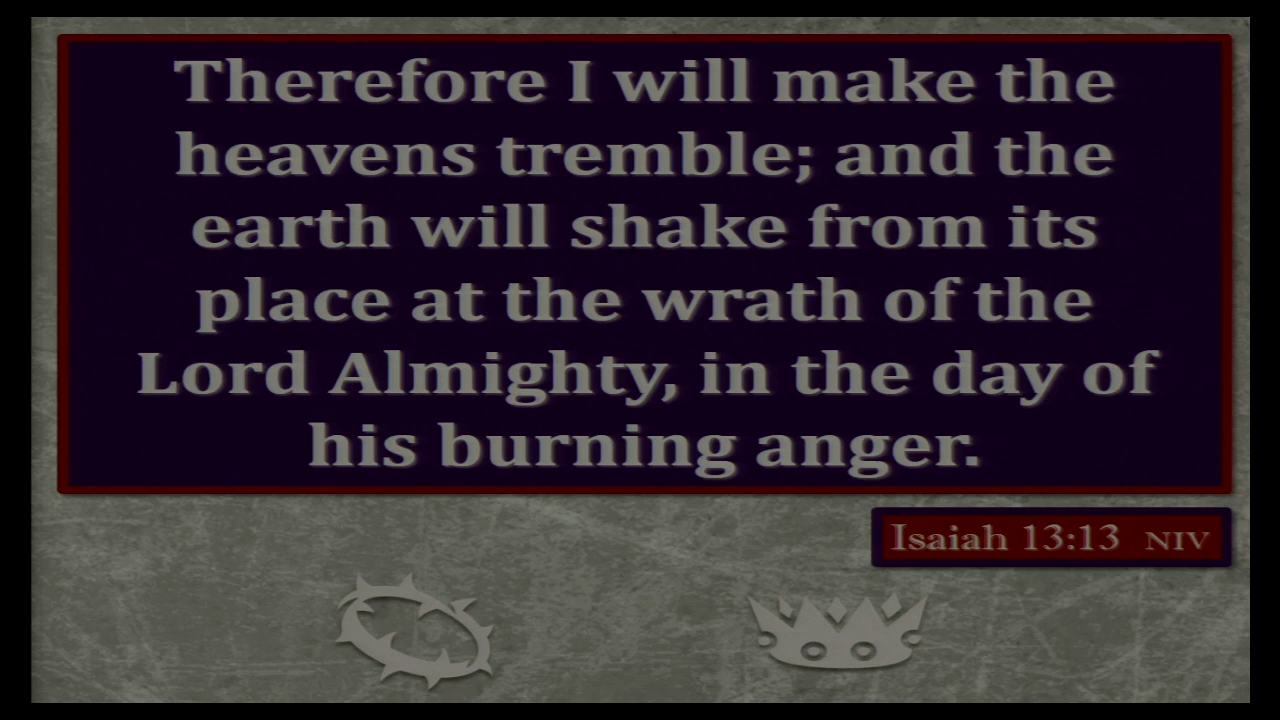 Therefore I will make the
heavens tremble; and the
earth will shake from its
place at the wrath of the
Lord Almighty, in the day of
his burning anger.
Isaiah 13:13 NIV